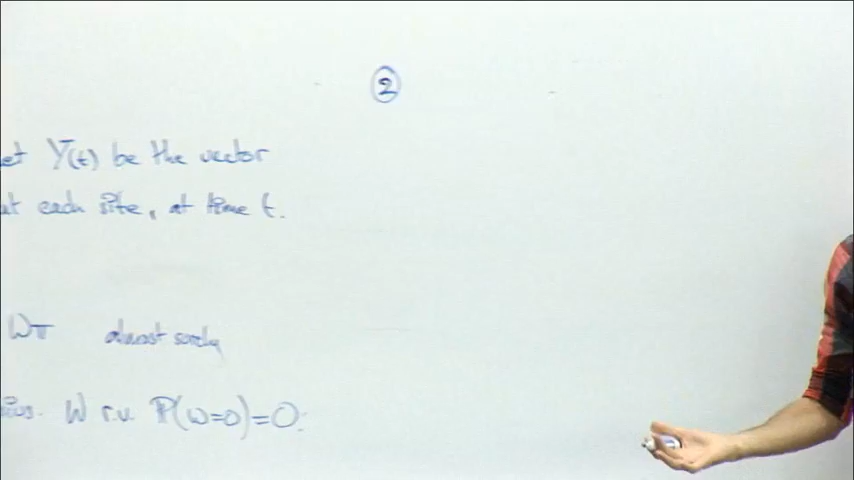 2
et Y(t) be the vector
at each site, at time t.
Wπ almost surely
W r.v. P(W=0)=0.